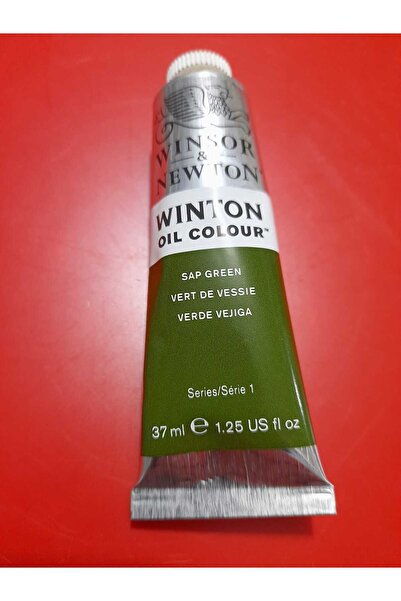 WINSOR
&
NEWTON
WINTON
OIL COLOUR™
SAP GREEN
VERT DE VESSIE
VERDE VEJIGA
Series/Série 1
37 ml ℮ 1.25 US fl oz